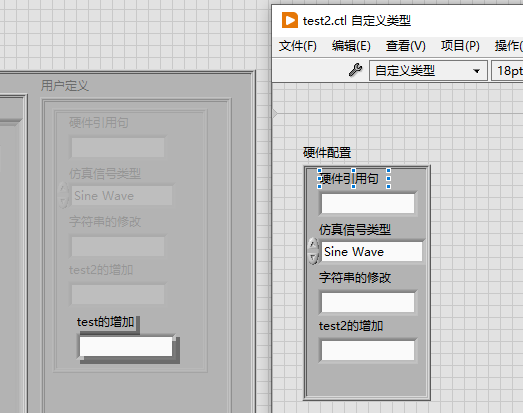 用户定义
硬件引用句
仿真信号类型
Sine Wave
字符串的修改
test2的增加
test的增加
test2.ctl 自定义类型
文件(F) 编辑(E) 查看(V) 项目(P) 操作(
自定义类型 18pt
硬件配置
硬件引用句
仿真信号类型
Sine Wave
字符串的修改
test2的增加